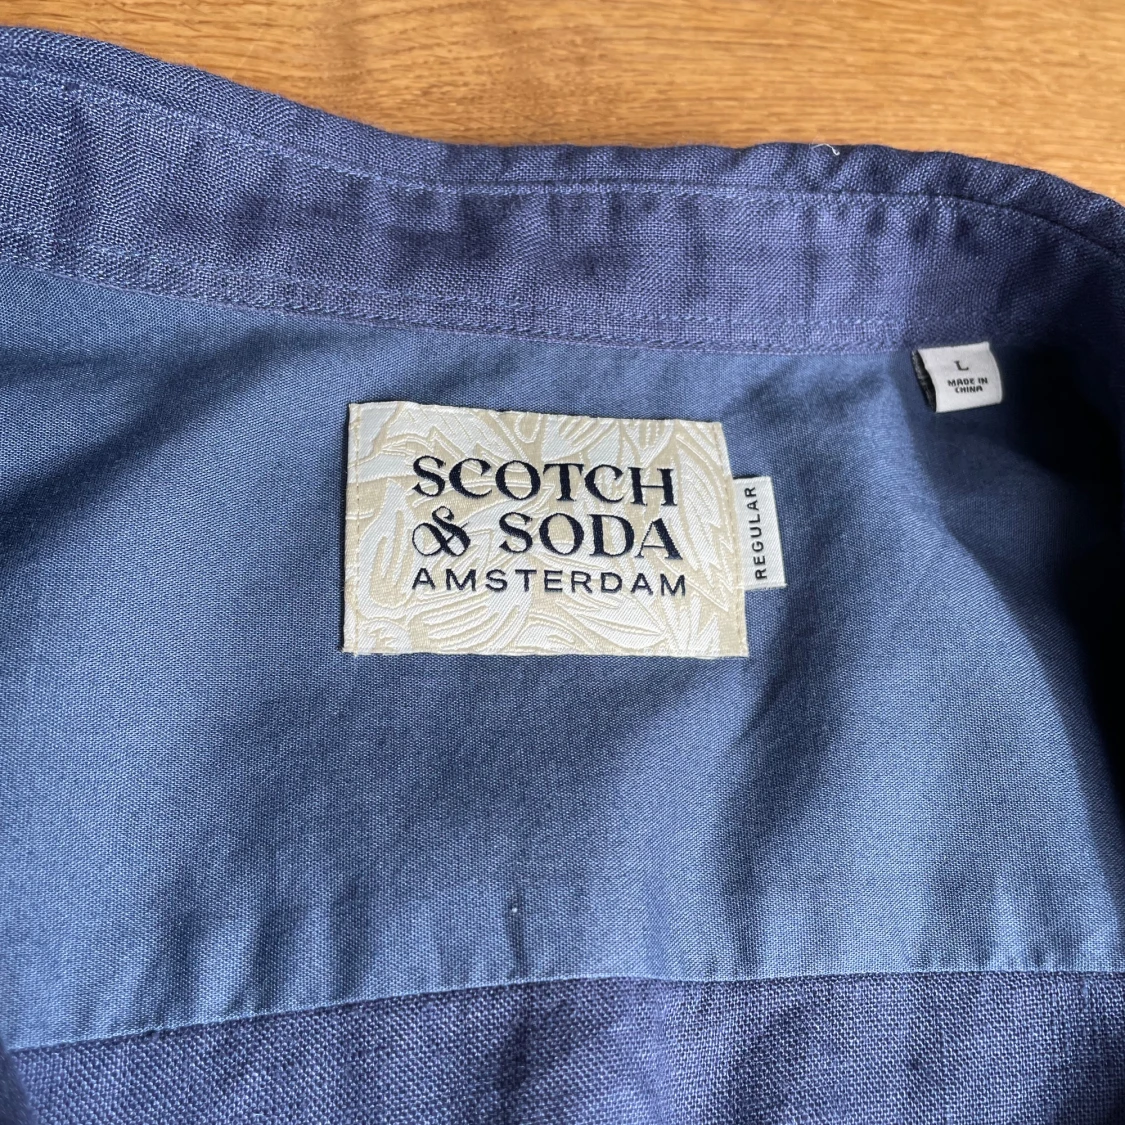 L
MADE IN
CHINA
SCOTCH
& SODA
AMSTERDAM
REGULAR